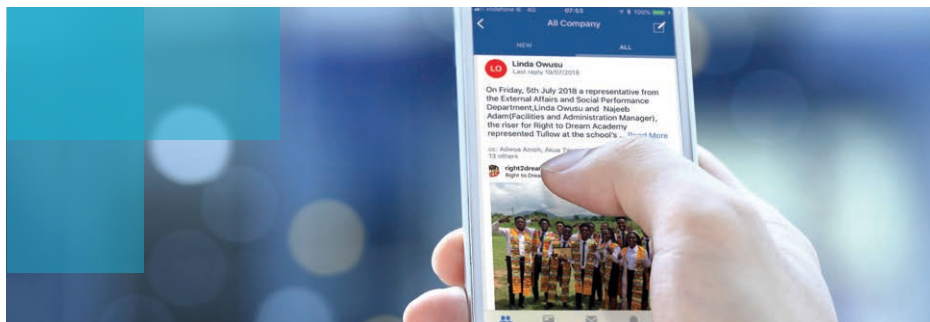 vodafone IE 4G 07:53 100%
All Company
NEW ALL
LO Linda Owusu
Last reply 19/07/2018
On Friday, 5th July 2018 a representative from
the External Affairs and Social Performance
Department,Linda Owusu and Najeeb
Adam(Facilities and Administration Manager),
the riser for Right to Dream Academy
represented Tullow at the school's ... Read More
cc: Adwoa Amoh, Akua
13 others
right2drea
Right to Drea